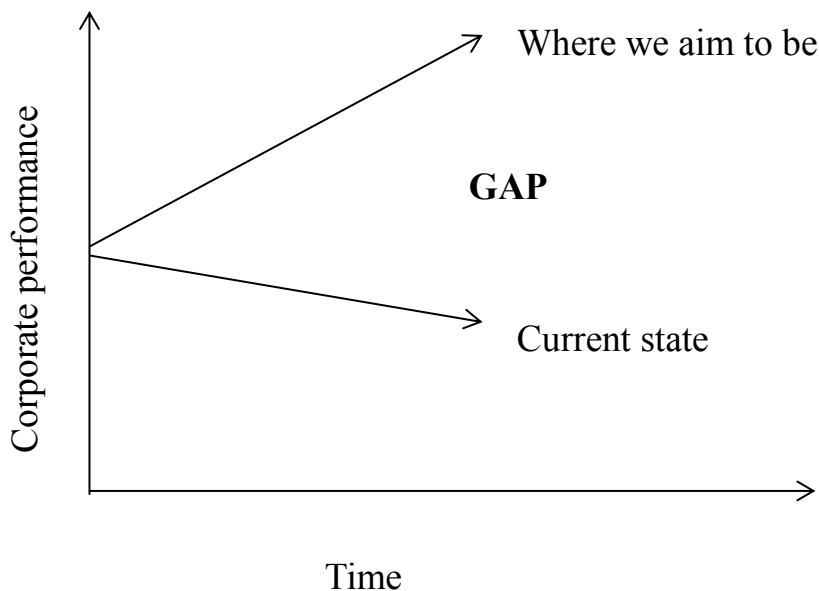 Where we aim to be
GAP
Corporate performance
Current state
Time